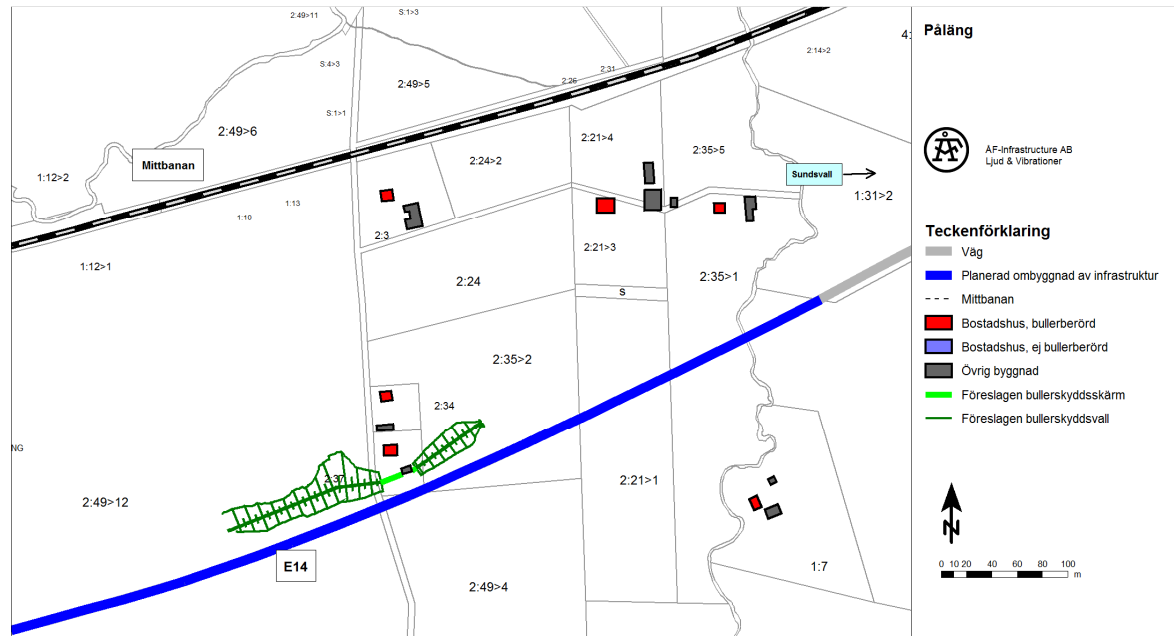 2:49>11
S:1>3
4:
2:14>2
S:4>3
2:49>5
2:26
2:31
S:1>1
2:49>6
2:21>4
2:35>5
2:24>2
Mittbanan
1:12>2
Sundsvall
1:31>2
1:10
1:13
2:3
2:21>3
1:12>1
2:24
2:35>1
S
2:35>2
2:34
NG
2:37
2:21>1
2:49>12
E14
2:49>4
1:7
Påläng
ÅF
ÅF-Infrastructure AB
Ljud & Vibrationer
Teckenförklaring
Väg
Planerad ombyggnad av infrastruktur
Mittbanan
Bostadshus, bullerberörd
Bostadshus, ej bullerberörd
Övrig byggnad
Föreslagen bullerskyddsskärm
Föreslagen bullerskyddsvall
N
0 10 20 40 60 80 100
m